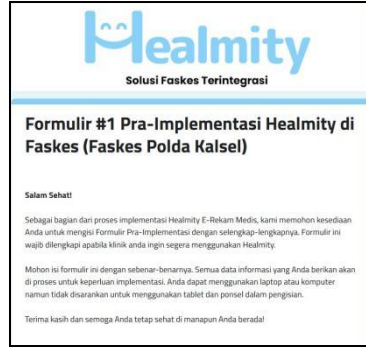 Healmity
Solusi Faskes Terintegrasi
Formulir #1 Pra-Implementasi Healmity di
Faskes (Faskes Polda Kalsel)
Salam Sehat!
Sebagai bagian dari proses implementasi Healmity E-Rekam Medis, kami memohon kesediaan
Anda untuk mengisi Formulir Pra-Implementasi dengan selengkap-lengkapnya. Formulir ini
wajib dilengkapi apabila klinik anda ingin segera menggunakan Healmity.
Mohon isi formulir ini dengan sebenar-benarnya. Semua data informasi yang Anda berikan akan
di proses untuk keperluan implementasi. Anda dapat menggunakan laptop atau komputer
namun tidak disarankan untuk menggunakan tablet dan ponsel dalam pengisian.
Terima kasih dan semoga Anda tetap sehat di manapun Anda berada!